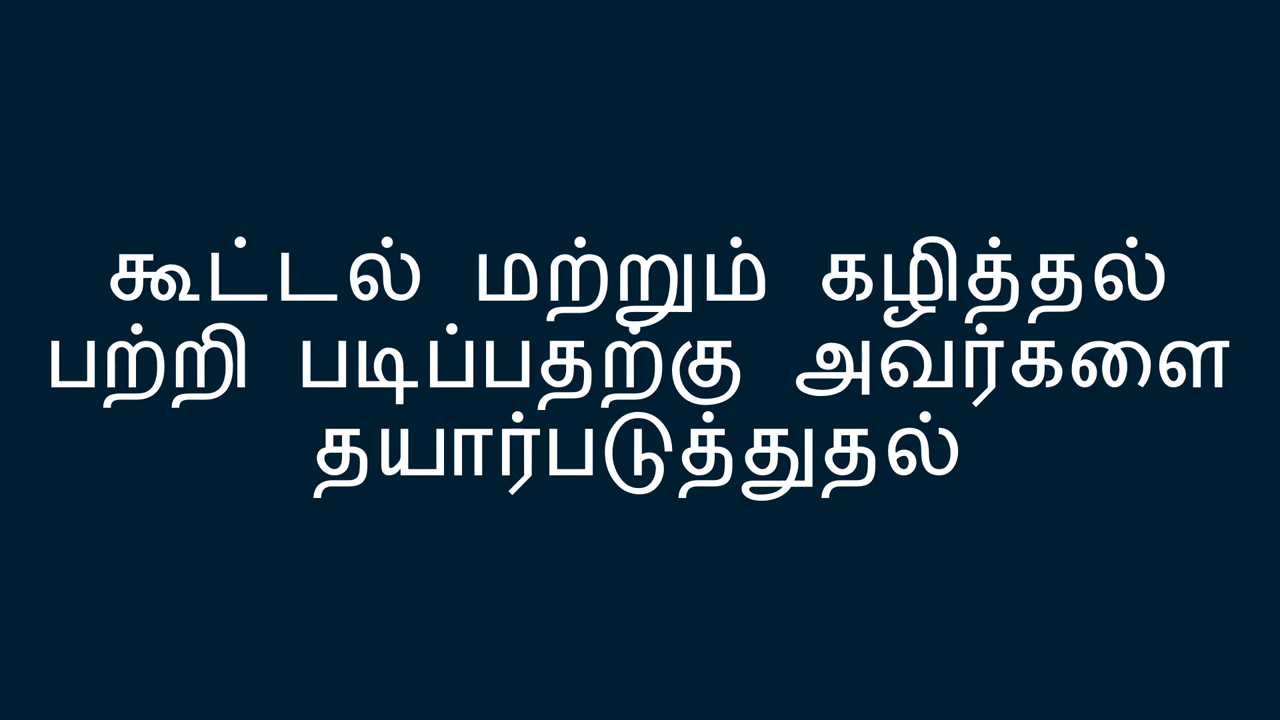 கூட்டல் மற்றும் கழித்தல்
பற்றி படிப்பதற்கு அவர்களை
தயார்படுத்துதல்